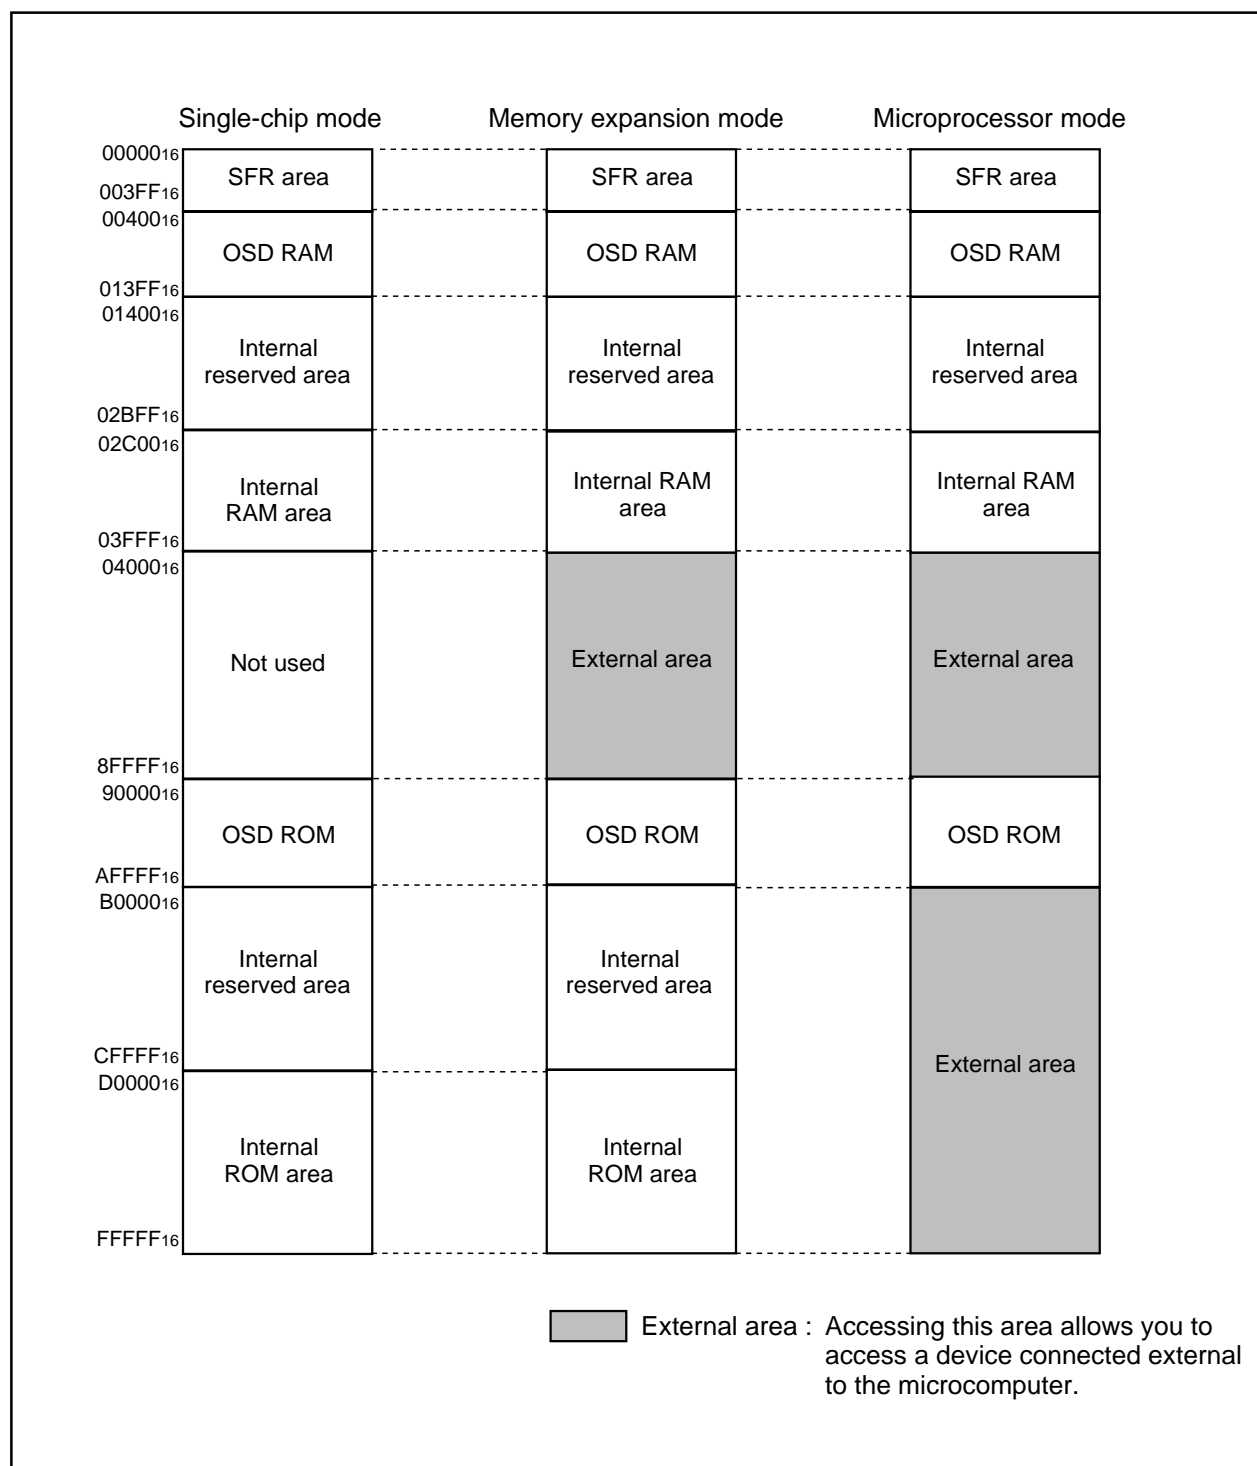 Single-chip mode Memory expansion mode Microprocessor mode
0000016
SFR area SFR area SFR area
003FF16
0040016
OSD RAM OSD RAM OSD RAM
013FF16
0140016
Internal Internal Internal
reserved area reserved area reserved area
02BFF16
02C0016
Internal RAM Internal RAM
Internal
area area
RAM area
03FFF16
0400016
Not used External area External area
8FFFF16
9000016
OSD ROM OSD ROM OSD ROM
AFFFF16
B000016
Internal Internal
reserved area reserved area
CFFFF16
External area
D000016
Internal Internal
ROM area ROM area
FFFFF16
External area : Accessing this area allows you to
access a device connected external
to the microcomputer.